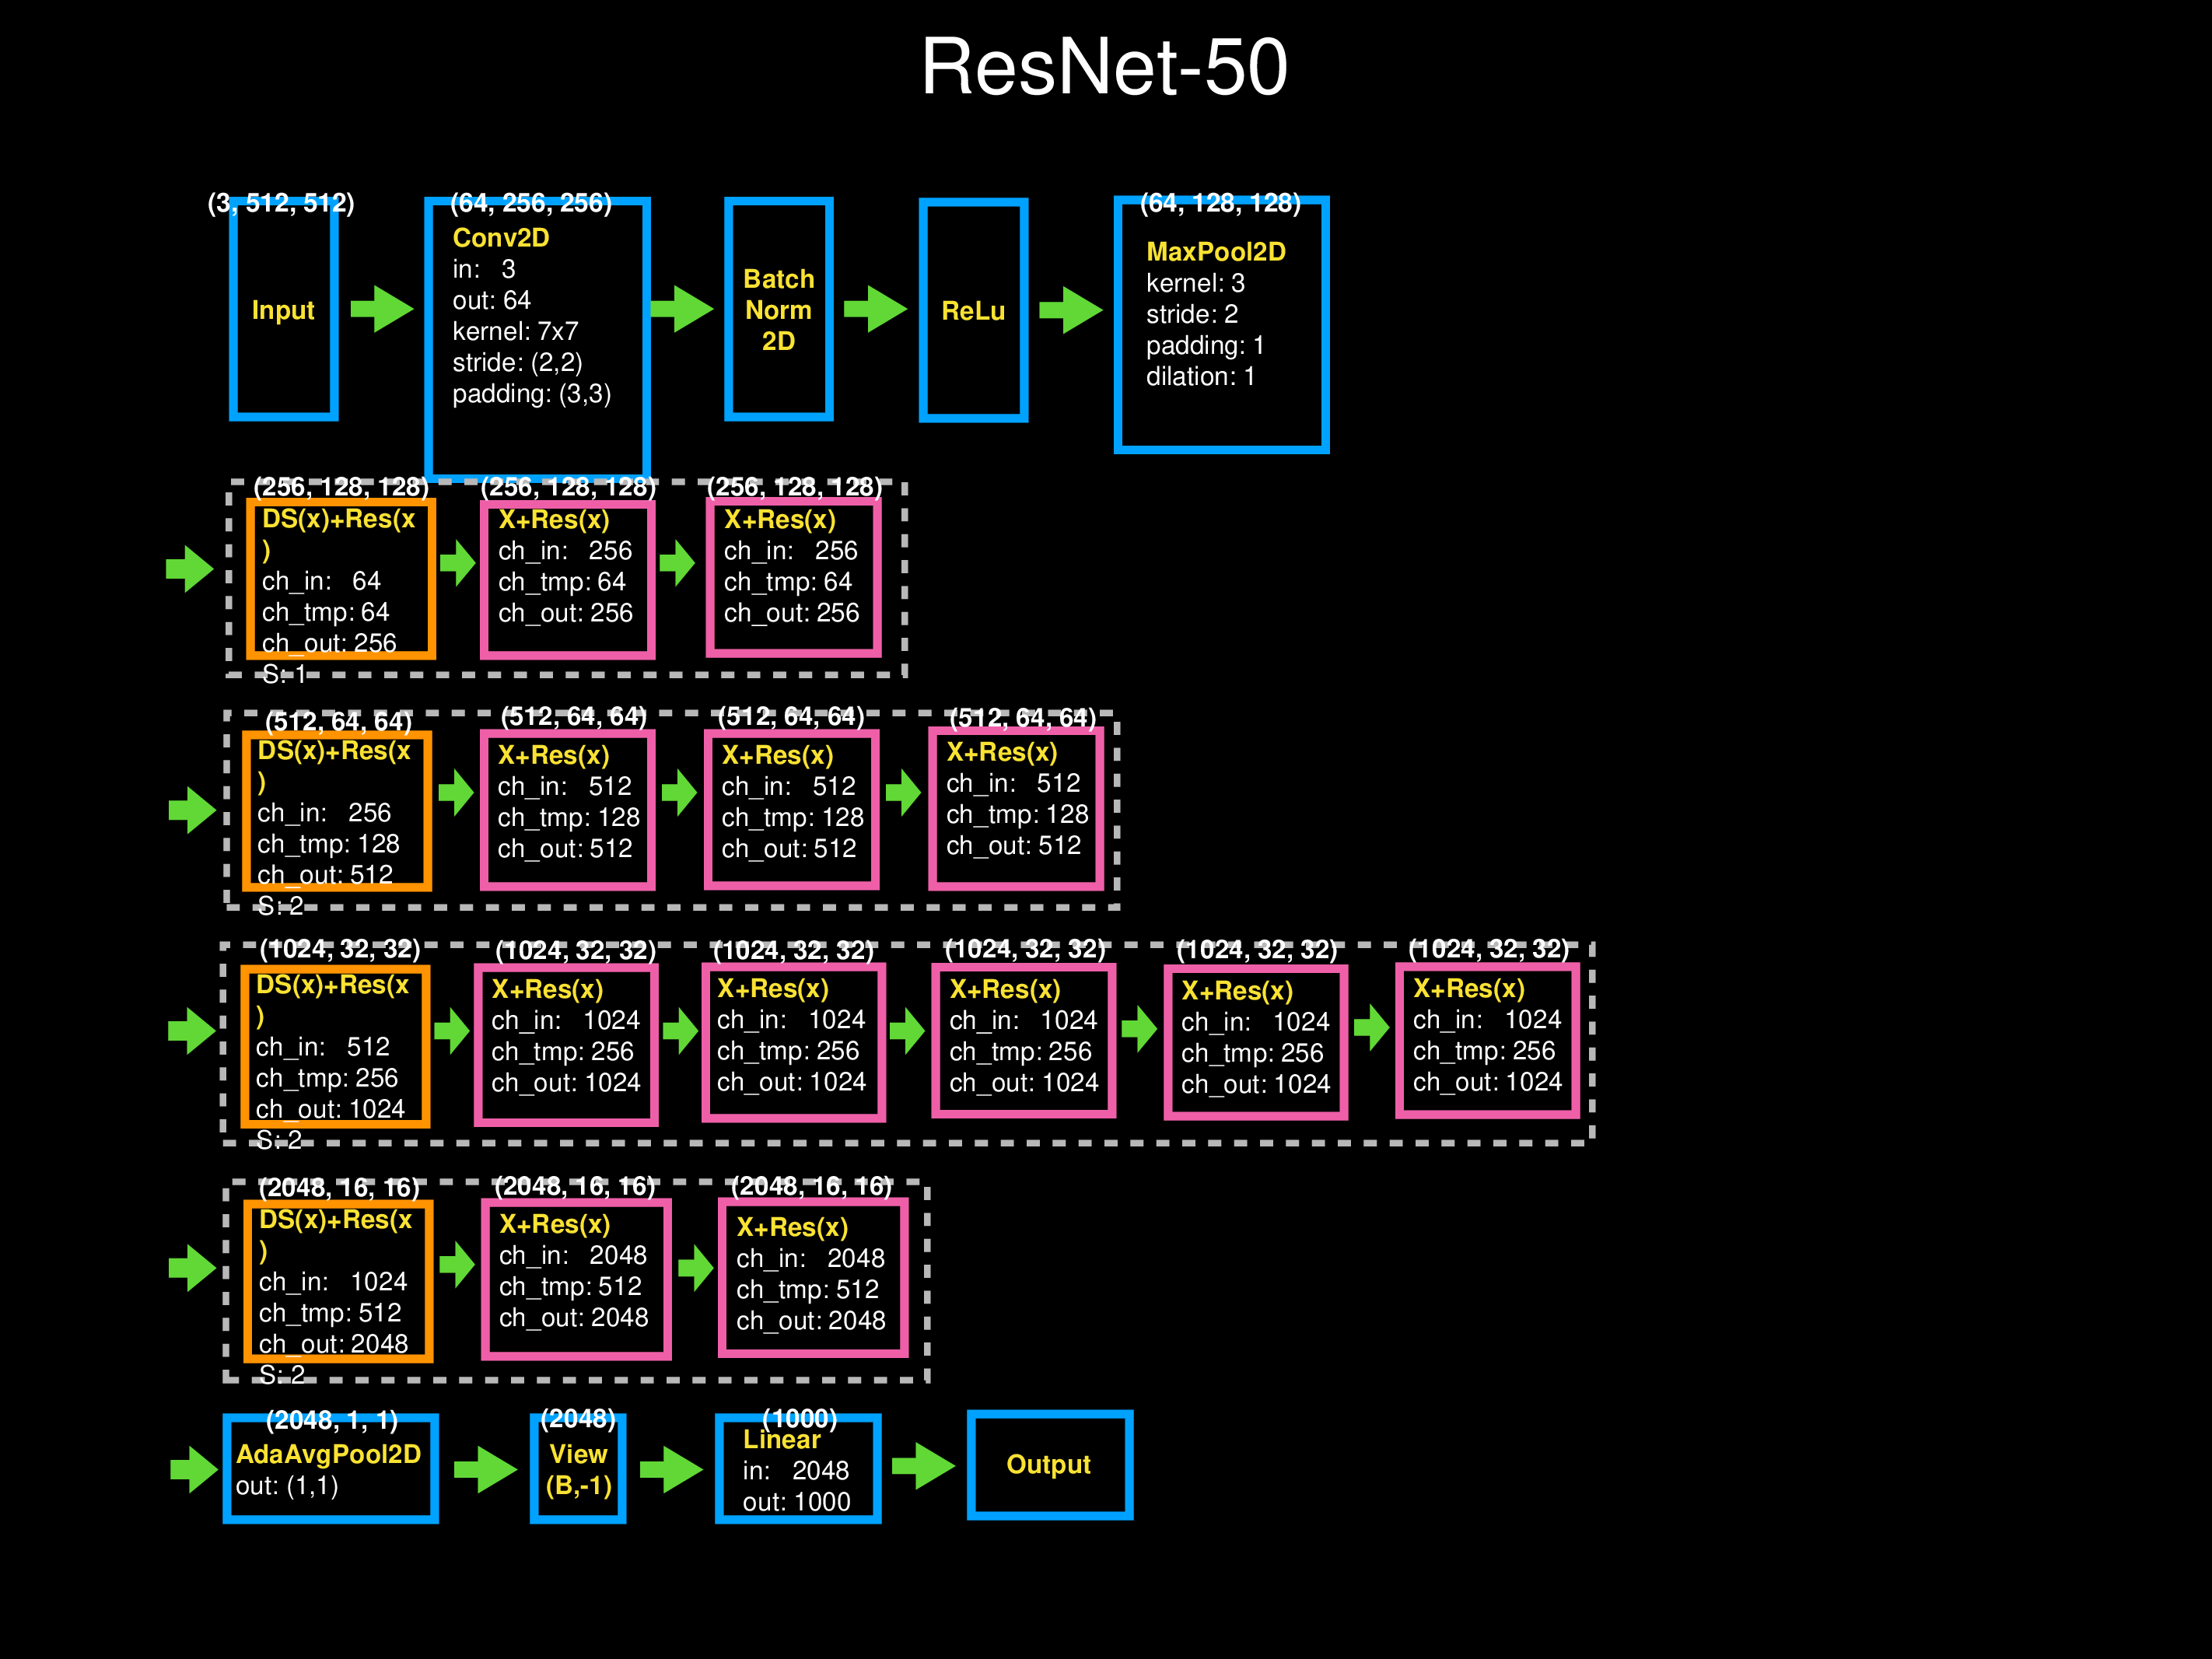 ResNet-50
(3, 512, 512)
Input
(64, 256, 256)
Conv2D
in: 3
out: 64
kernel: 7x7
stride: (2,2)
padding: (3,3)
Batch
Norm
2D
ReLu
(64, 128, 128)
MaxPool2D
kernel: 3
stride: 2
padding: 1
dilation: 1
(256, 128, 128)
DS(x)+Res(x
)
ch_in: 64
ch_tmp: 64
ch_out: 256
S: 1
(256, 128, 128)
X+Res(x)
ch_in: 256
ch_tmp: 64
ch_out: 256
(256, 128, 128)
X+Res(x)
ch_in: 256
ch_tmp: 64
ch_out: 256
(512, 64, 64)
DS(x)+Res(x
)
ch_in: 256
ch_tmp: 128
ch_out: 512
S: 2
(512, 64, 64)
X+Res(x)
ch_in: 512
ch_tmp: 128
ch_out: 512
(512, 64, 64)
X+Res(x)
ch_in: 512
ch_tmp: 128
ch_out: 512
(512, 64, 64)
X+Res(x)
ch_in: 512
ch_tmp: 128
ch_out: 512
(1024, 32, 32)
DS(x)+Res(x
)
ch_in: 512
ch_tmp: 256
ch_out: 1024
S: 2
(1024, 32, 32)
X+Res(x)
ch_in: 1024
ch_tmp: 256
ch_out: 1024
(1024, 32, 32)
X+Res(x)
ch_in: 1024
ch_tmp: 256
ch_out: 1024
(1024, 32, 32)
X+Res(x)
ch_in: 1024
ch_tmp: 256
ch_out: 1024
(1024, 32, 32)
X+Res(x)
ch_in: 1024
ch_tmp: 256
ch_out: 1024
(1024, 32, 32)
X+Res(x)
ch_in: 1024
ch_tmp: 256
ch_out: 1024
(2048, 16, 16)
DS(x)+Res(x
)
ch_in: 1024
ch_tmp: 512
ch_out: 2048
S: 2
(2048, 16, 16)
X+Res(x)
ch_in: 2048
ch_tmp: 512
ch_out: 2048
(2048, 16, 16)
X+Res(x)
ch_in: 2048
ch_tmp: 512
ch_out: 2048
(2048, 1, 1)
AdaAvgPool2D
out: (1,1)
(2048)
View
(B,-1)
(1000)
Linear
in: 2048
out: 1000
Output